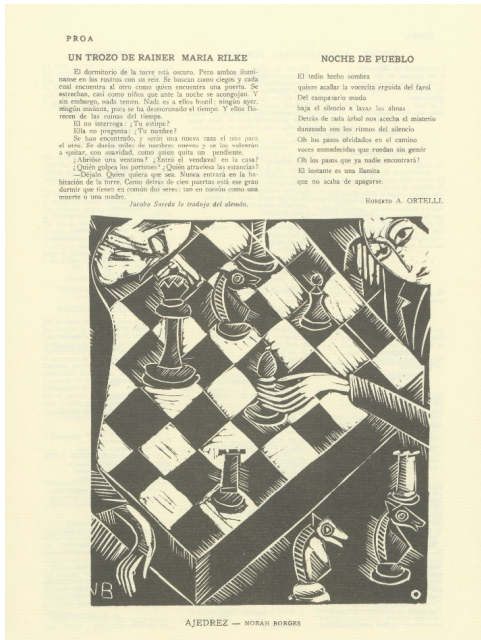 PROA
UN TROZO DE RAINER MARIA RILKE
El dormitorio de la torre está oscuro. Pero ambos ilumi-
nanse en los rostros con su reir. Se buscan como ciegos y cada
cual encuentra al otro como quien encuentra una puerta. Se
estrechan, casi como niños que ante la noche se acongojan. Y
sin embargo, nada temen. Nada es a ellos hostil: ningún ayer,
ningún mañana, pues se ha desmoronado el tiempo. Y ellos flo-
recen de las ruinas del tiempo.
El no interroga: ¿Tu estirpe?
Ella no pregunta: ¿Tu nombre?
Se han encontrado, y serán una nueva raza el uno para
el otro. Se darán miles de nombres nuevos y se los volverán
a quitar, con suavidad, como quien quita un pendiente.
¿Abrióse una ventana? ¿Entró el vendaval en la casa?
¿Quién golpea los portones? ¿Quién atraviesa las estancias?
—Déjalo. Quien quiera que sea. Nunca entrará en la ha-
bitación de la torre. Como detrás de cien puertas está ese gran
dormir que tienen en común dos seres: tan en común como una
muerte o una madre.
Jacobo Sureda lo tradujo del alemán.
NOCHE DE PUEBLO
El tedio hecho sombra
quiere acallar la vocecita erguida del farol
Del campanario mudo
baja el silencio a lavar las almas
Detrás de cada árbol nos acecha el misterio
danzando con los ritmos del silencio
Oh los pasos olvidados en el camino
voces enmudecidas que ruedan sin gemir
Oh los pasos que ya nadie encontrará!
El instante es una llamita
que no acaba de apagarse.
ROBERTO A. ORTELLI.
NB
AJEDREZ — NORAH BORGES